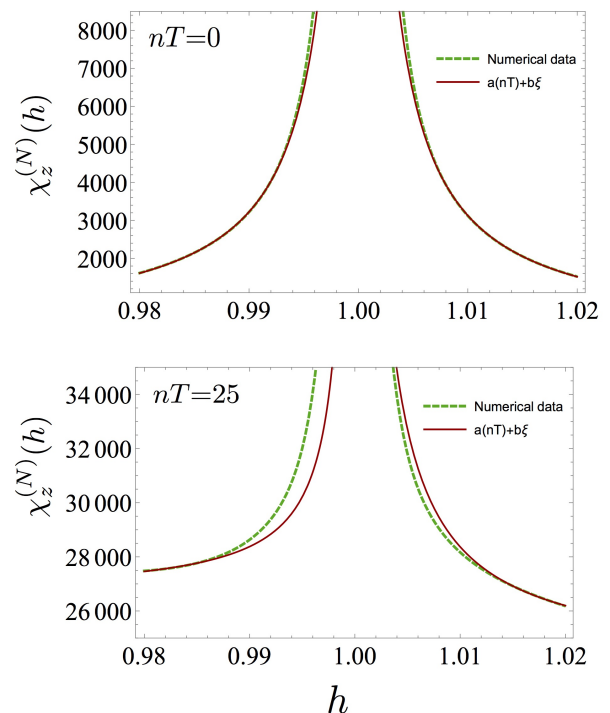 nT=0
8000
7000
6000
5000
4000
3000
2000
χ_z^(N)(h)
Numerical data
a(nT)+bξ
0.98 0.99 1.00 1.01 1.02
nT=25
34 000
32 000
30 000
28 000
26 000
χ_z^(N)(h)
Numerical data
a(nT)+bξ
0.98 0.99 1.00 1.01 1.02
h